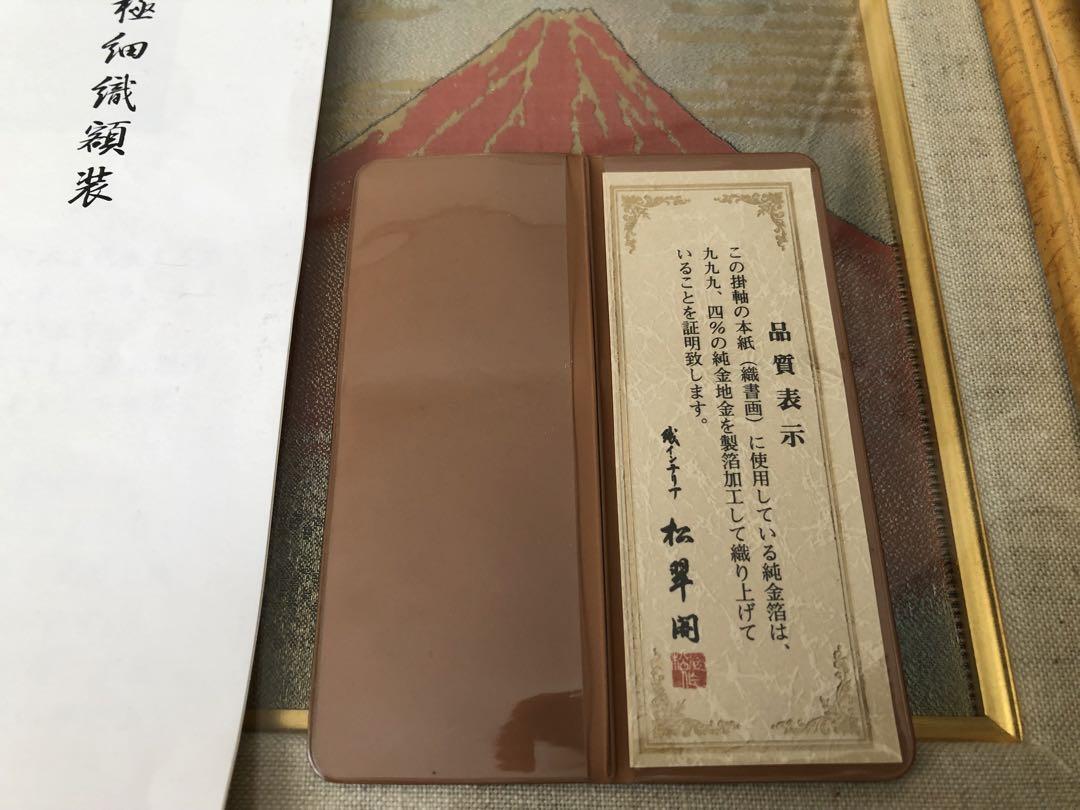 極細織額装
品質表示
この掛軸の本紙（織書画）に使用している純金箔は、
九九九、四％の純金地金を製箔加工して織り上げて
いることを証明致します。
織インテリア 松翠閣